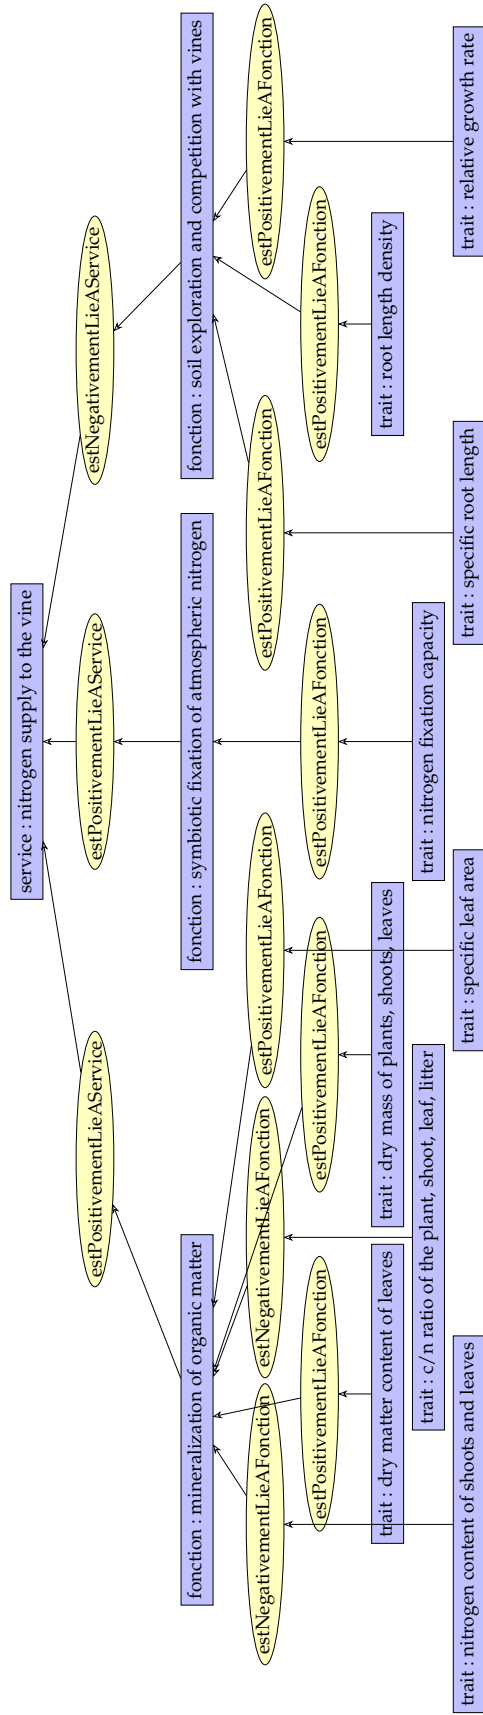 service : nitrogen supply to the vine
estPositivementLieAService
estPositivementLieAService
estNegativementLieAService
fonction : mineralization of organic matter
fonction : symbiotic fixation of atmospheric nitrogen
fonction : soil exploration and competition with vines
estNegativementLieAFonction
estNegativementLieAFonction
estPositivementLieAFonction
estPositivementLieAFonction
estPositivementLieAFonction
estPositivementLieAFonction
estPositivementLieAFonction
estPositivementLieAFonction
estPositivementLieAFonction
trait : dry matter content of leaves
trait : dry mass of plants, shoots, leaves
trait : root length density
trait : c/n ratio of the plant, shoot, leaf, litter
trait : nitrogen fixation capacity
trait : nitrogen content of shoots and leaves
trait : specific leaf area
trait : specific root length
trait : relative growth rate